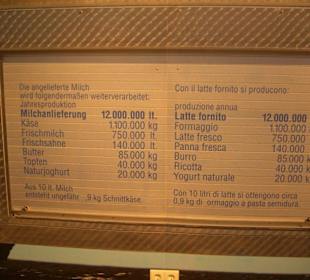 Die angelieferte Milch
wird folgendermaßen weiterverarbeitet:
Jahresproduktion
Milchanlieferung 12.000.000 lt.
Käse 1.100.000 kg
Frischmilch 750.000 lt.
Frischsahne 140.000 lt.
Butter 85.000 kg
Topfen 40.000 kg
Naturjoghurt 20.000 kg
Aus 10 lt. Milch
entsteht ungefähr ,9 kg Schnittkäse.
Con il latte fornito si producono:
produzione annua
Latte fornito 12.000.000
Formaggio 1.100.000 kg
Latte fresco 750.000 lt.
Panna fresca 140.000 lt.
Burro 85.000 kg
Ricotta 40.000 kg
Yogurt naturale 20.000 kg
Con 10 litri di latte si ottengono circa
0,9 kg di ormaggio a pasta semidura.